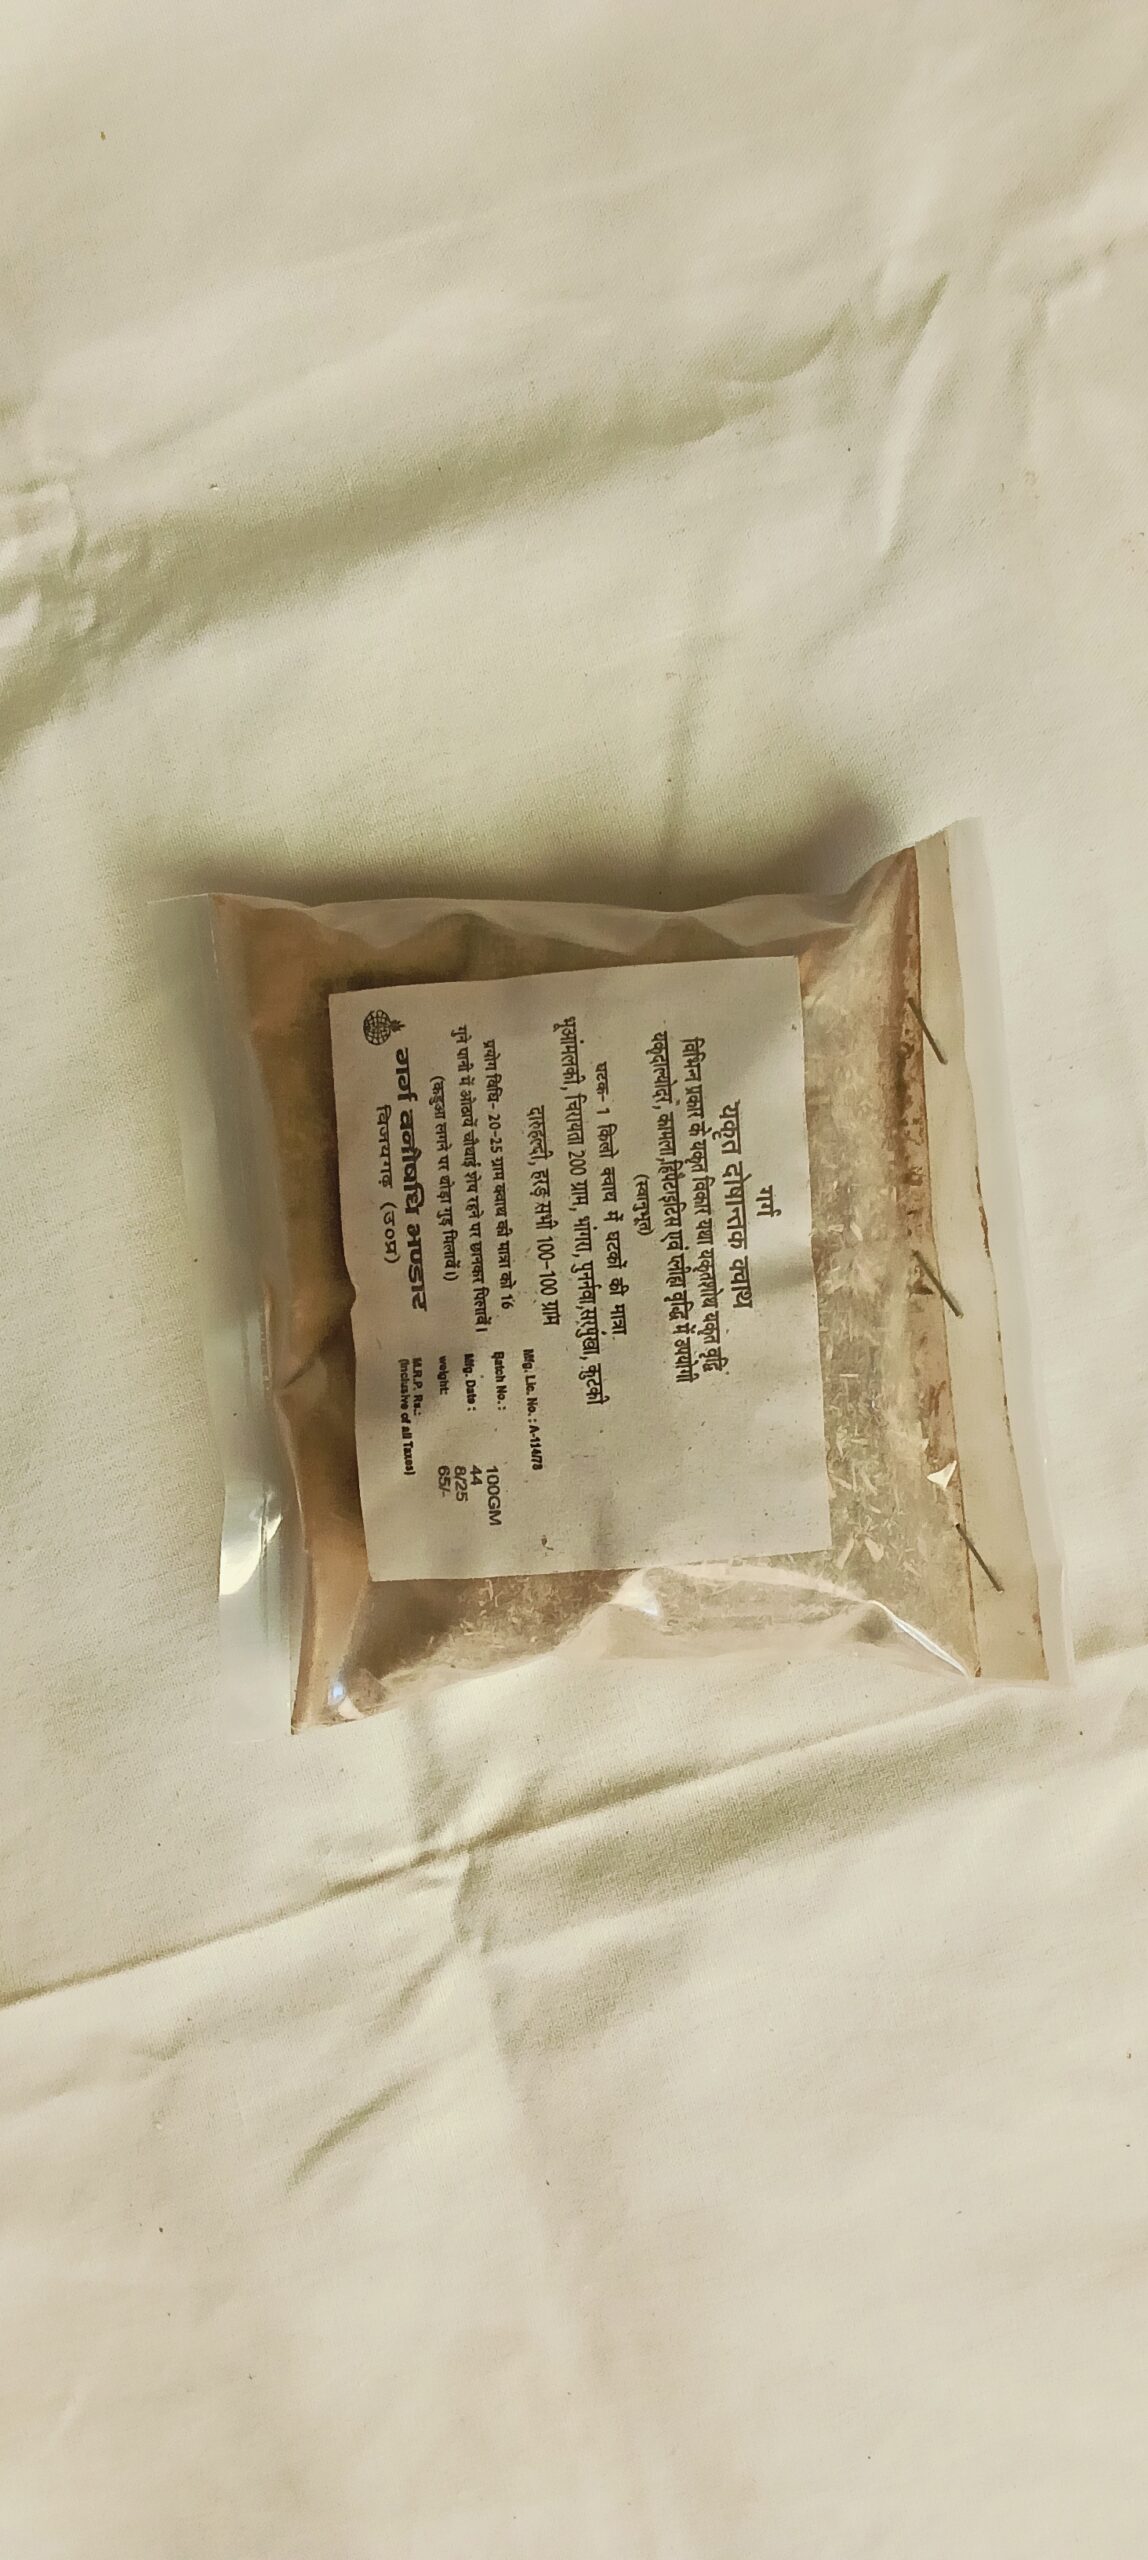 गर्ग
यकृत दोषान्तक क्वाथ
विभिन्न प्रकार के यकृत विकार यथा यकृतशोथ यकृत वृद्धि
यकृद्दाल्योदर, कामला,हिपेटाइटिस एवं प्लीहा वृद्धि में उपयोगी
(स्वानुभूत)
घटक- 1 किलो क्वाथ में घटकों की मात्रा
भूआंमलकी, चिरायता 200 ग्राम, भांगरा, पुनर्नवा,सरपुंखा, कुटकी
दारुहल्दी, हरड़ सभी 100-100 ग्राम
प्रयोग विधि- 20-25 ग्राम क्वाथ की मात्रा को 16
गुने पानी में औटावें चौथाई शेष रहने पर छानकर पिलावें।
(कड़ुआ लगने पर थोड़ा गुड़ मिलावें।)
गर्ग वनौषधि भण्डार
विजयगढ़ (उ०प्र)
Mfg. Lic. No. : A-114/78
Batch No. : 100GM
Mfg. Date : 44
weight: 8/25
M.R.P. Rs.: 65/-
(Inclusive of all Taxes)